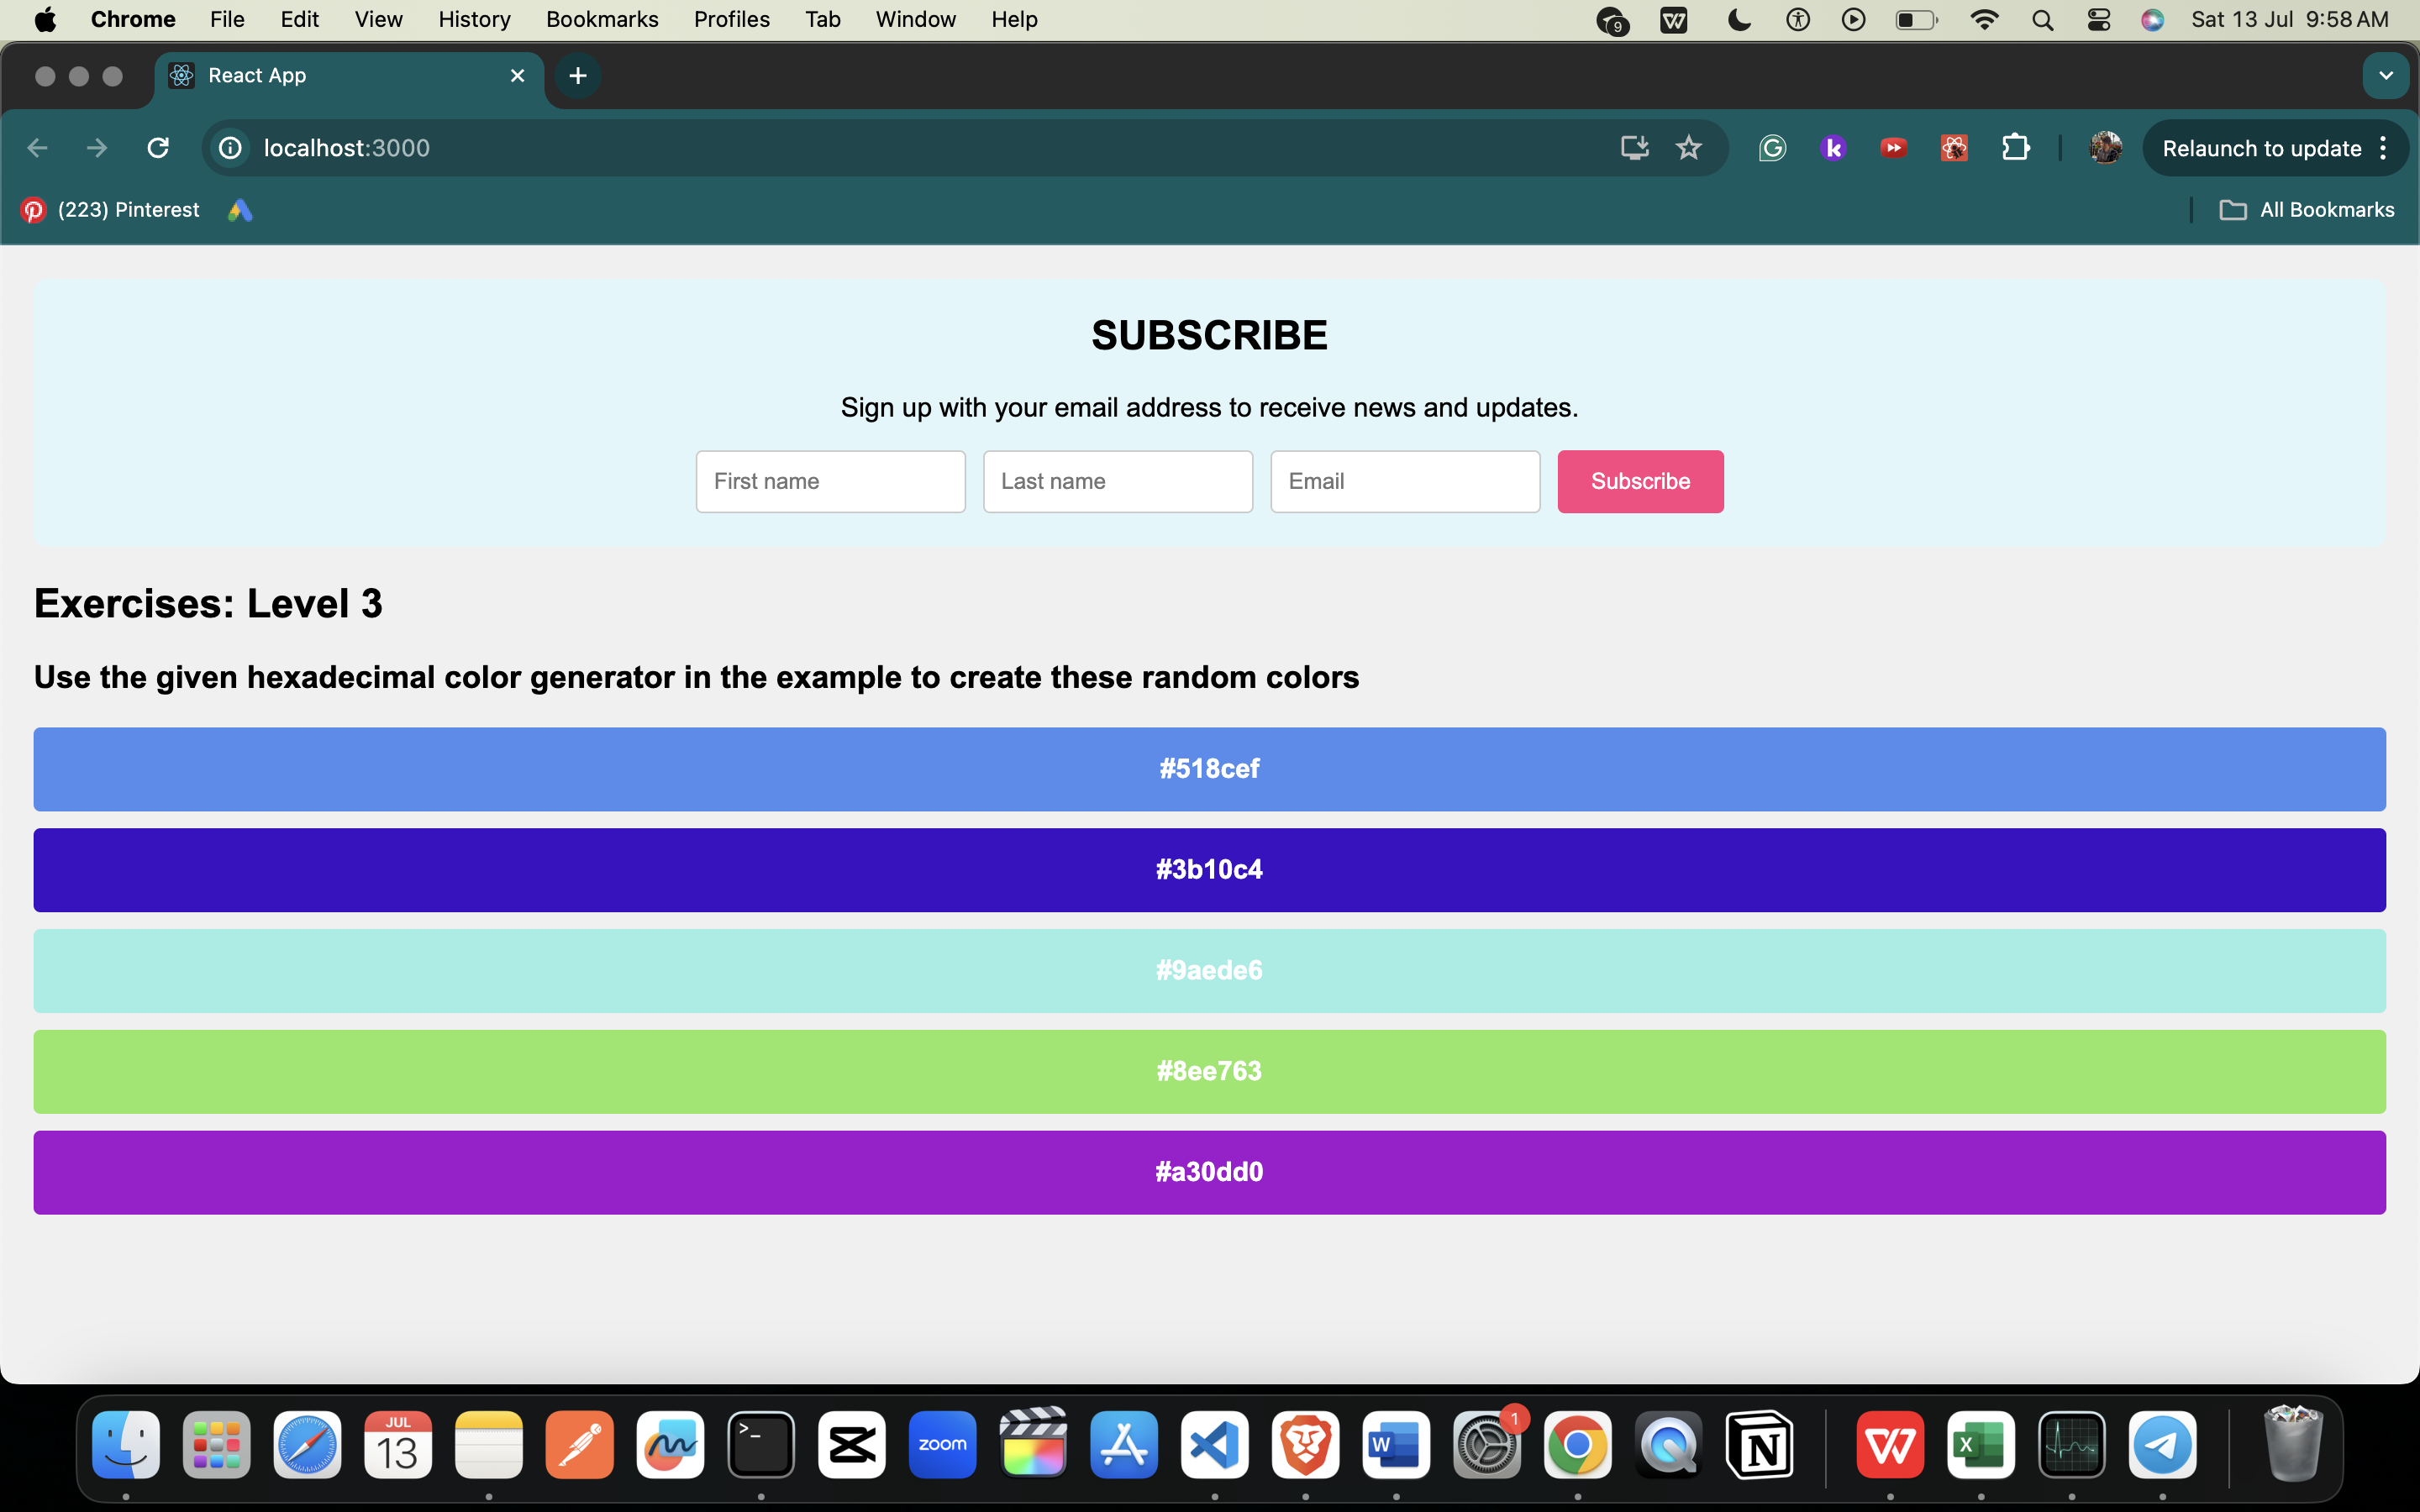 Chrome File Edit View History Bookmarks Profiles Tab Window Help 9 Sat 13 Jul 9:58 AM
React App
localhost:3000 Relaunch to update
(223) Pinterest All Bookmarks
SUBSCRIBE
Sign up with your email address to receive news and updates.
First name Last name Email Subscribe
Exercises: Level 3
Use the given hexadecimal color generator in the example to create these random colors
#518cef
#3b10c4
#9aede6
#8ee763
#a30dd0
JUL 1
13 zoom W N X